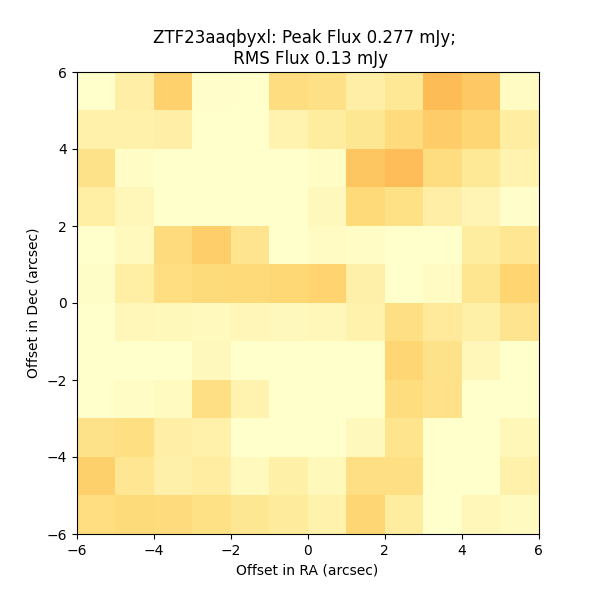 ZTF23aaqbyxl: Peak Flux 0.277 mJy;
RMS Flux 0.13 mJy
6
4
2
0
−2
−4
−6
Offset in Dec (arcsec)
−6 −4 −2 0 2 4 6
Offset in RA (arcsec)